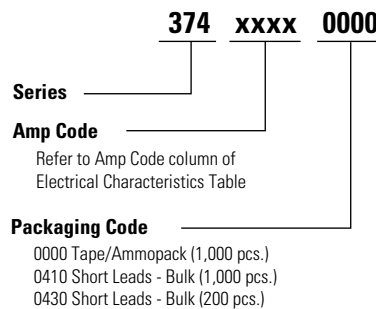 374 xxxx 0000
Series
Amp Code
Refer to Amp Code column of
Electrical Characteristics Table
Packaging Code
0000 Tape/Ammopack (1,000 pcs.)
0410 Short Leads - Bulk (1,000 pcs.)
0430 Short Leads - Bulk (200 pcs.)